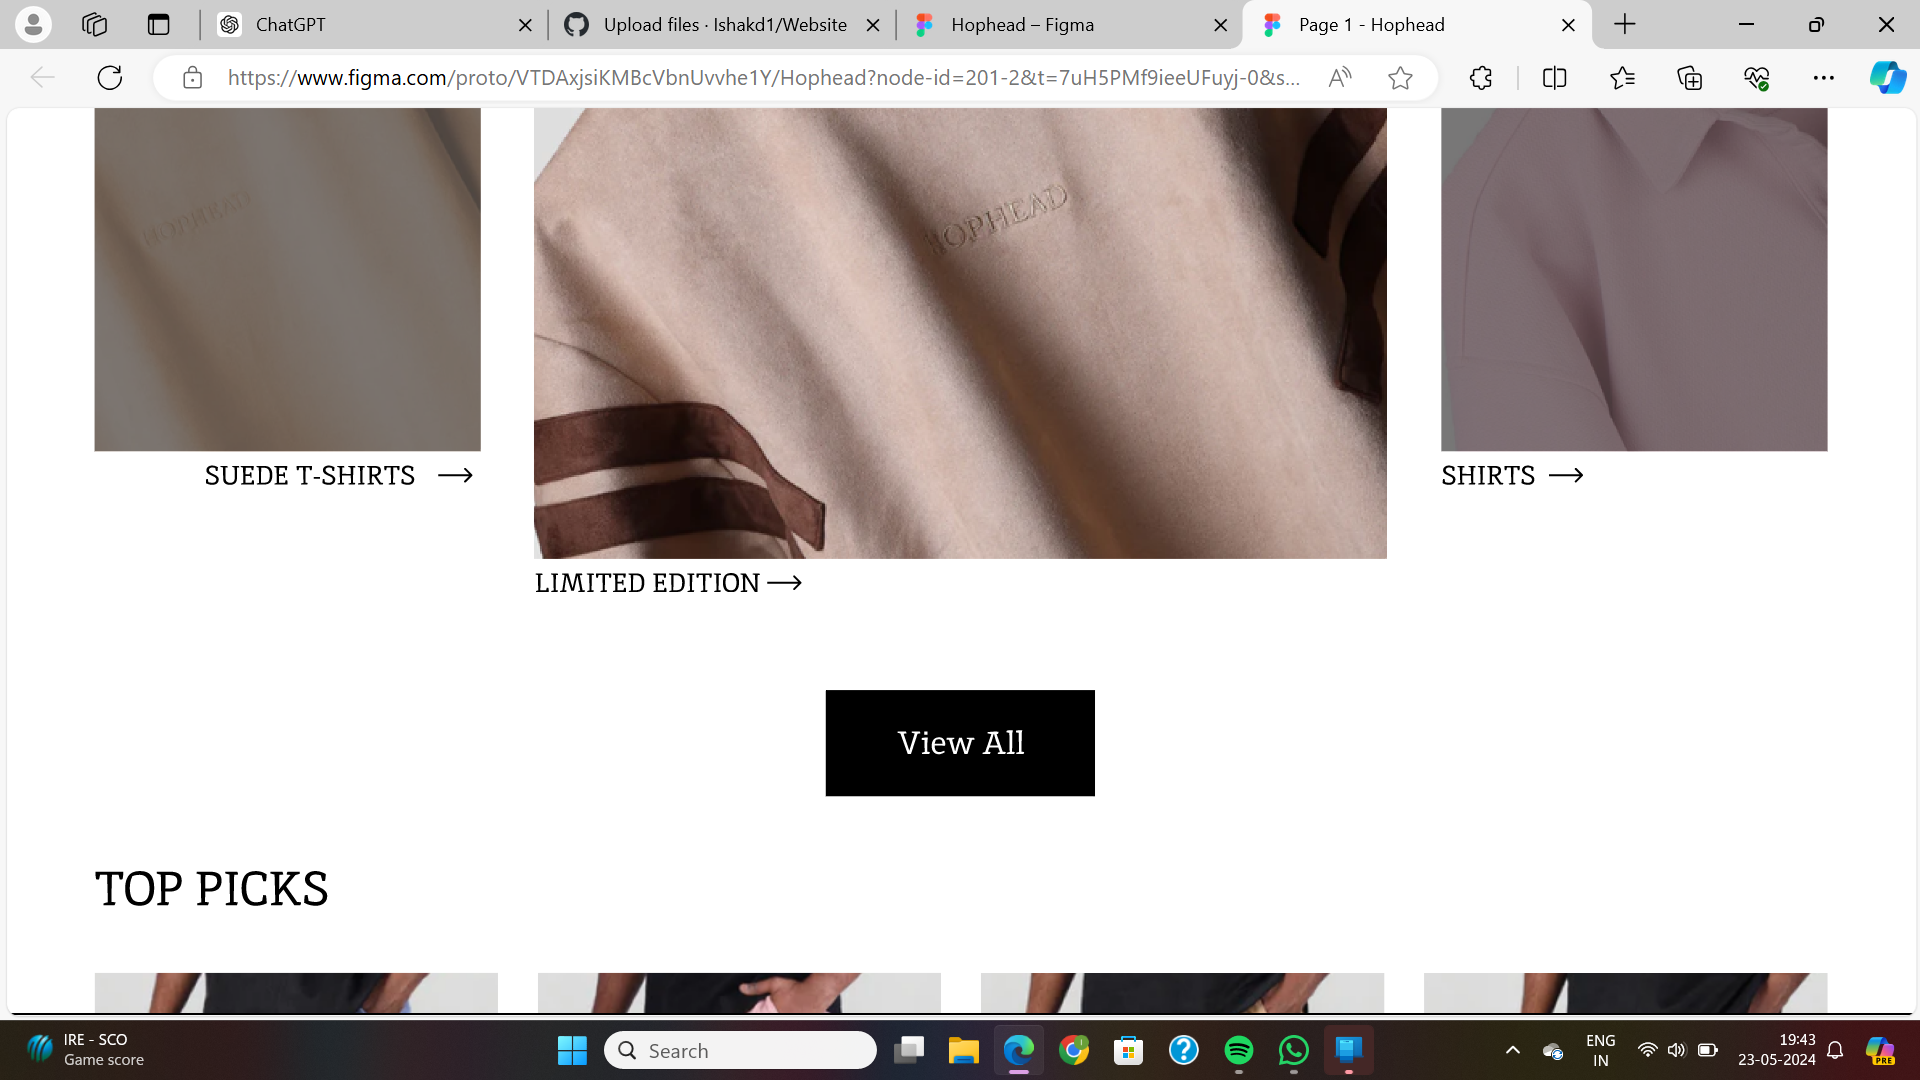 ChatGPT
Upload files · Ishakd1/Website
Hophead – Figma
Page 1 - Hophead
https://www.figma.com/proto/VTDAxjsiKMBcVbnUvvhe1Y/Hophead?node-id=201-2&t=7uH5PMf9ieeUFuyj-0&s...
HOPHEAD
HOPHEAD
SUEDE T-SHIRTS
SHIRTS
LIMITED EDITION
View All
TOP PICKS
IRE - SCO
Game score
Search
ENG
IN
19:43
23-05-2024
PRE